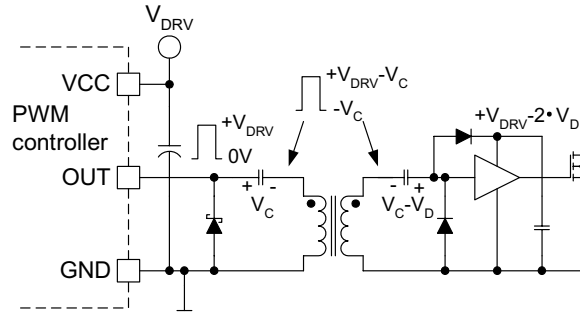 V_DRV
VCC
PWM
controller
+V_DRV
0V
+V_DRV-V_C
-V_C
+V_DRV-2•V_D
OUT
+ -
V_C
- +
V_C-V_D
GND